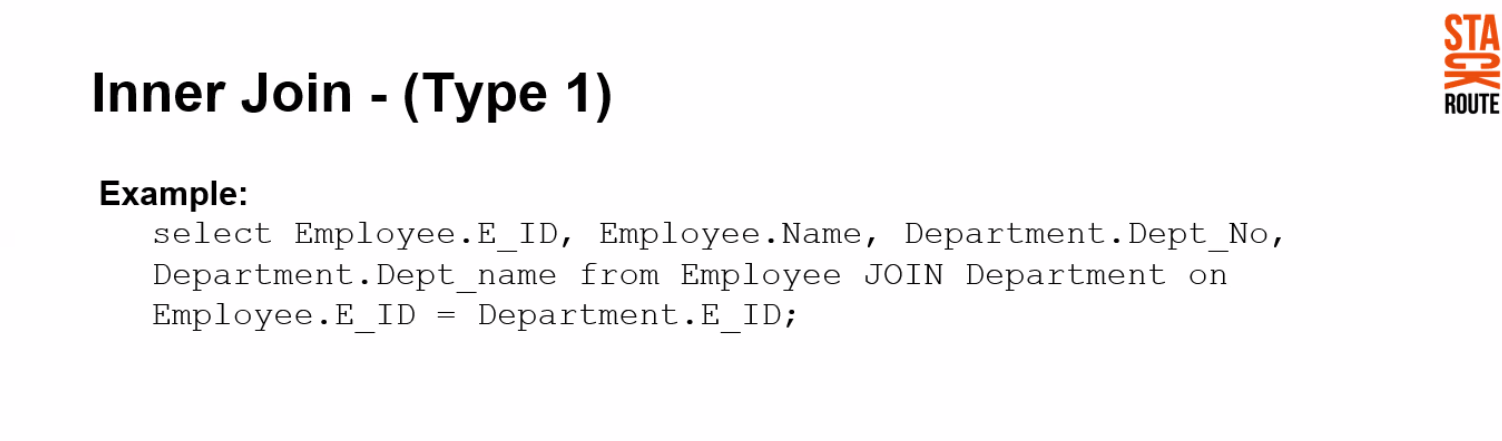 STA
CK
ROUTE
Inner Join - (Type 1)
Example:
select Employee.E_ID, Employee.Name, Department.Dept_No,
Department.Dept_name from Employee JOIN Department on
Employee.E_ID = Department.E_ID;